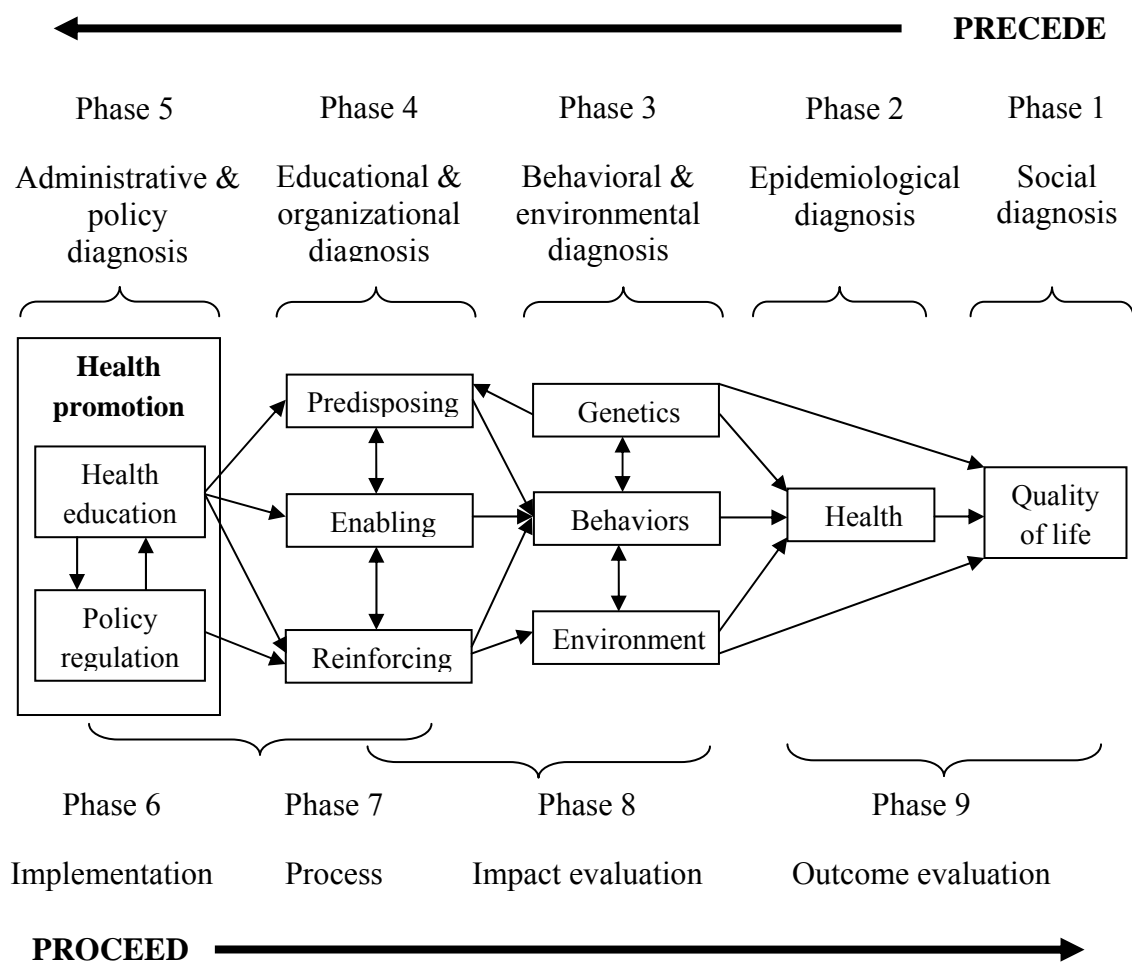 PRECEDE
Phase 5
Phase 4
Phase 3
Phase 2
Phase 1
Administrative &
policy
diagnosis
Educational &
organizational
diagnosis
Behavioral &
environmental
diagnosis
Epidemiological
diagnosis
Social
diagnosis
Health
promotion
Health
education
Policy
regulation
Predisposing
Enabling
Reinforcing
Genetics
Behaviors
Environment
Health
Quality
of life
Phase 6
Phase 7
Phase 8
Phase 9
Implementation
Process
Impact evaluation
Outcome evaluation
PROCEED